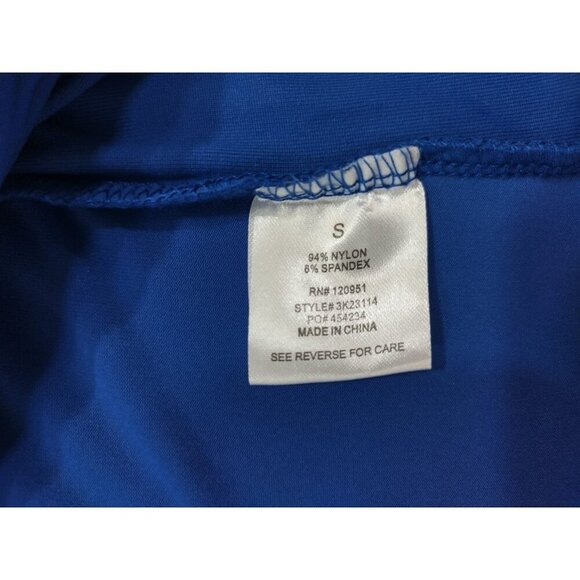 S
94% NYLON
6% SPANDEX
RN# 120951
STYLE# 3K23114
PO# 454234
MADE IN CHINA
SEE REVERSE FOR CARE